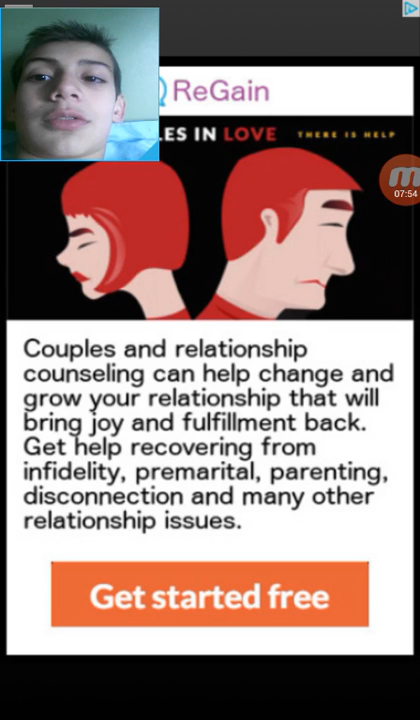 ReGain
LES IN LOVE THERE IS HELP
07:54
Couples and relationship
counseling can help change and
grow your relationship that will
bring joy and fulfillment back.
Get help recovering from
infidelity, premarital, parenting,
disconnection and many other
relationship issues.
Get started free